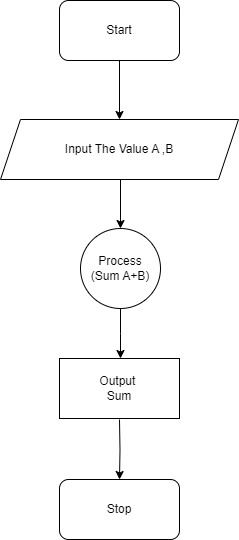 Start
Input The Value A ,B
Process
(Sum A+B)
Output
Sum
Stop